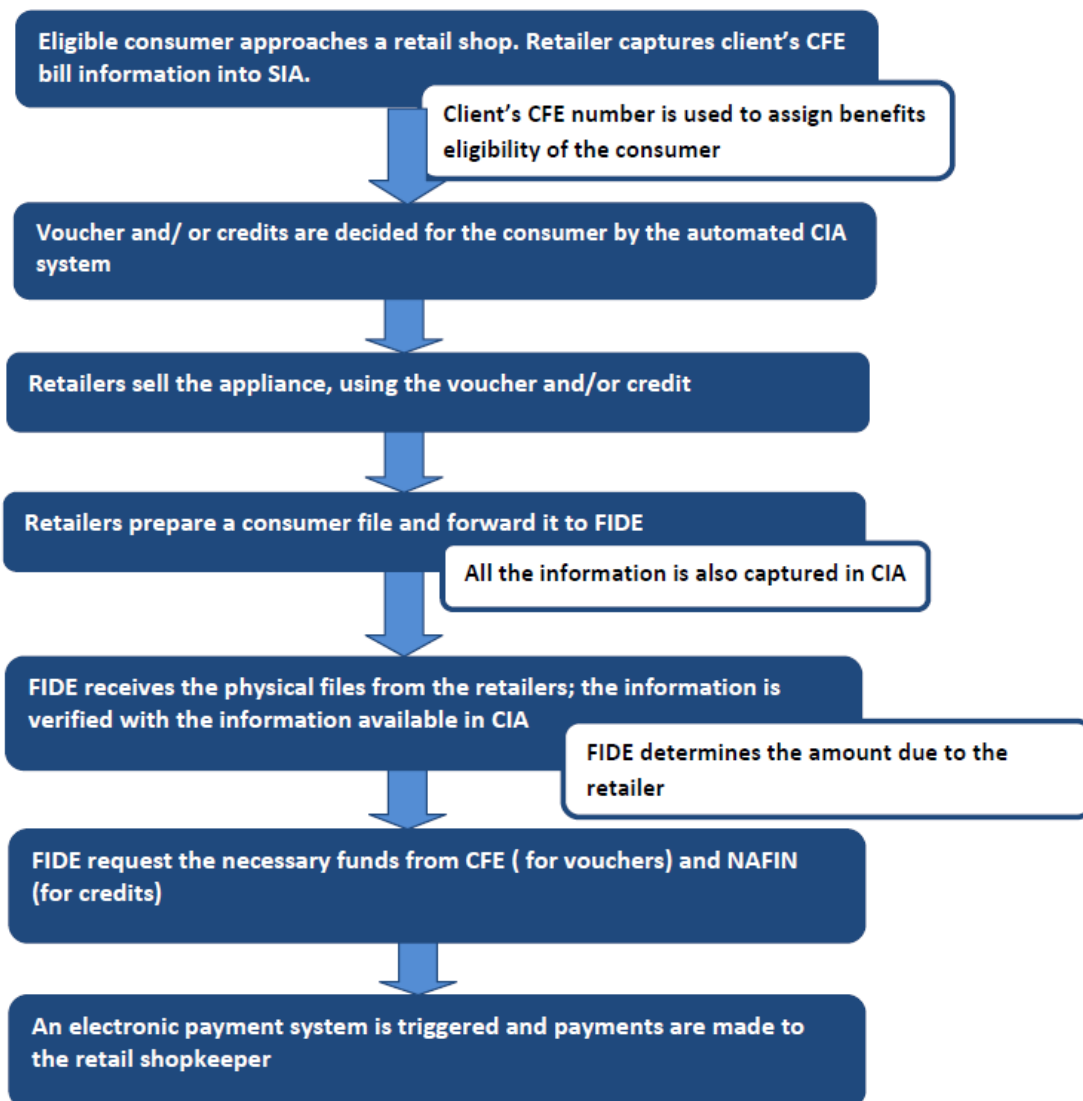 Eligible consumer approaches a retail shop. Retailer captures client's CFE
bill information into SIA.
Client's CFE number is used to assign benefits
eligibility of the consumer
Voucher and/ or credits are decided for the consumer by the automated CIA
system
Retailers sell the appliance, using the voucher and/or credit
Retailers prepare a consumer file and forward it to FIDE
All the information is also captured in CIA
FIDE receives the physical files from the retailers; the information is
verified with the information available in CIA
FIDE determines the amount due to the
retailer
FIDE request the necessary funds from CFE ( for vouchers) and NAFIN
(for credits)
An electronic payment system is triggered and payments are made to
the retail shopkeeper